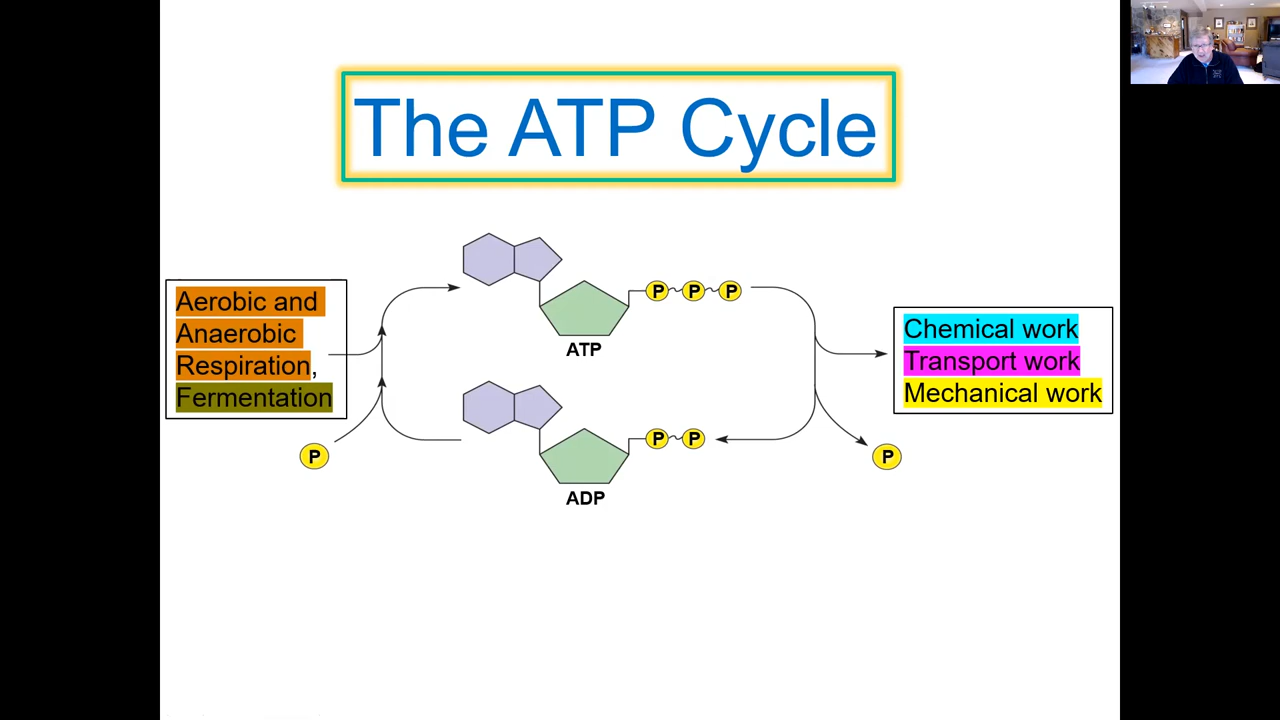 The ATP Cycle
Aerobic and
Anaerobic
Respiration,
Fermentation
P
P P P
ATP
Chemical work
Transport work
Mechanical work
P P
ADP
P